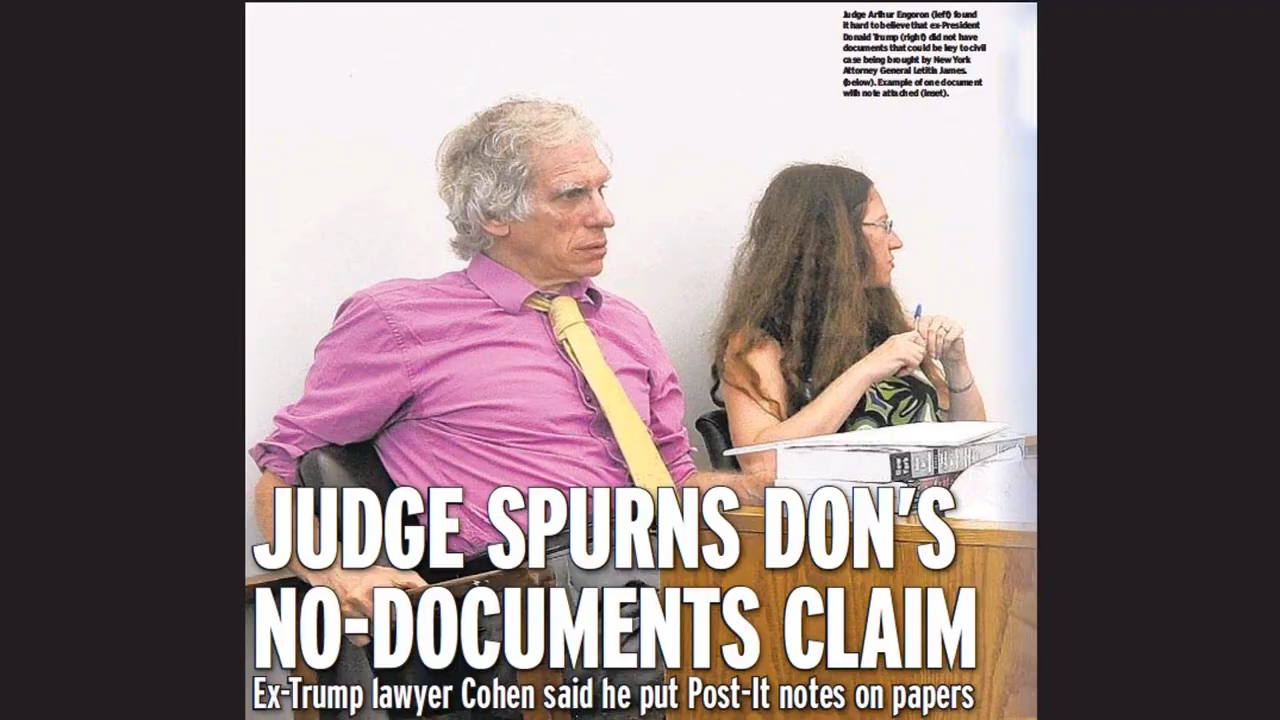 Judge Arthur Engoron (left) found
it hard to believe that ex-President
Donald Trump (right) did not have
documents that could be key to civil
case being brought by New York
Attorney General Letitia James.
(below). Example of one document
with note attached (inset).
JUDGE SPURNS DON'S
NO-DOCUMENTS CLAIM
Ex-Trump lawyer Cohen said he put Post-It notes on papers